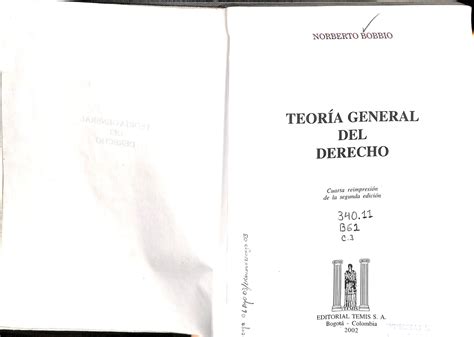 NORBERTO BOBBIO
TEORÍA GENERAL
DEL
DERECHO
Cuarta reimpresión
de la segunda edición
340.11
B61
C.3
TEMIS
EDITORIAL TEMIS S. A.
Bogotá - Colombia
2002